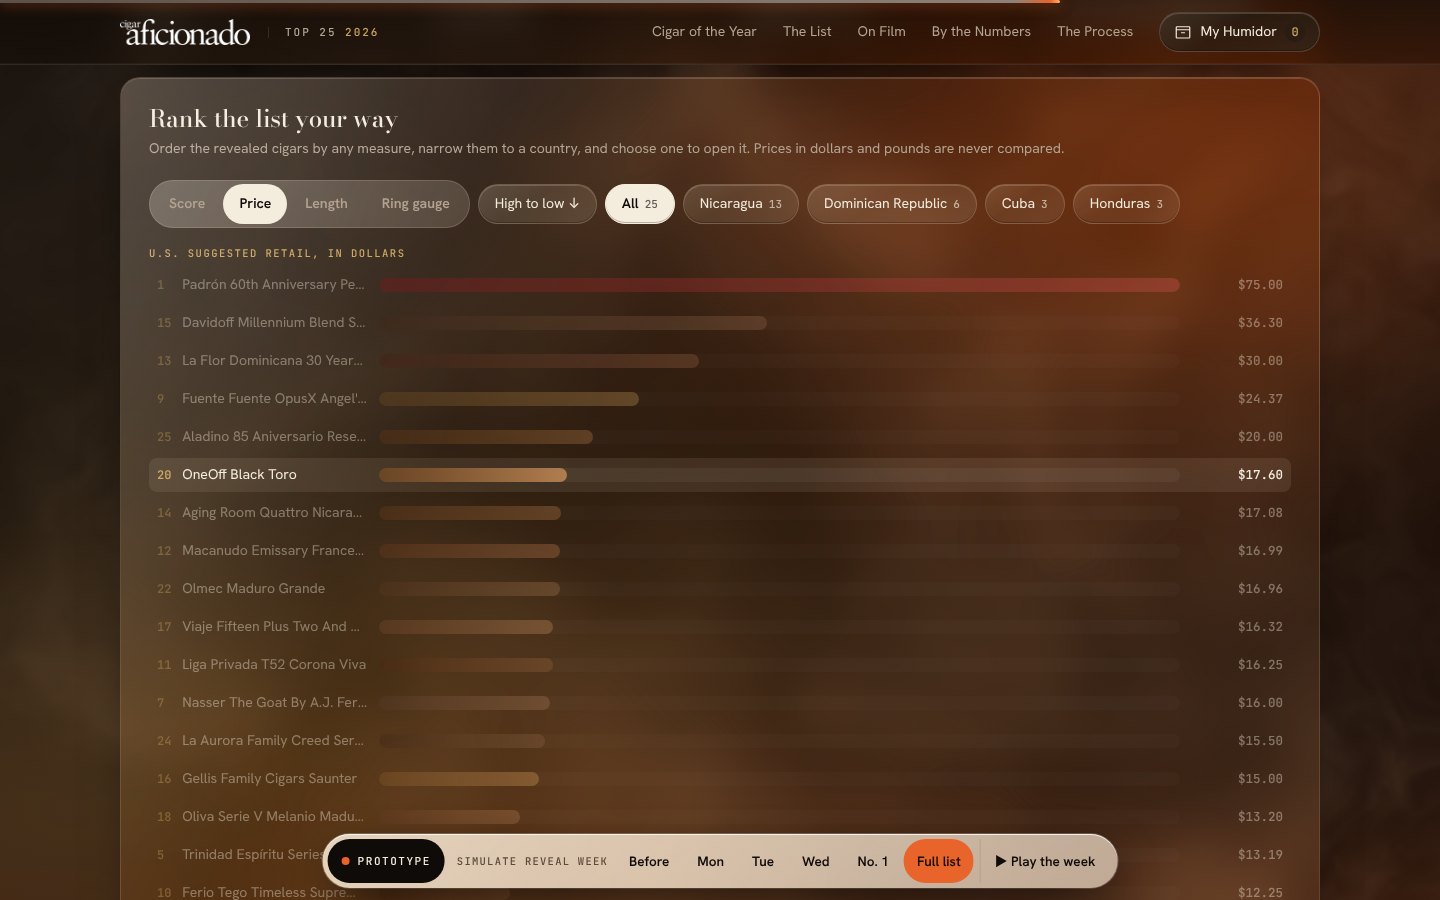 cigar aficionado
TOP 25 2026
Cigar of the Year
The List
On Film
By the Numbers
The Process
My Humidor 0
Rank the list your way
Order the revealed cigars by any measure, narrow them to a country, and choose one to open it. Prices in dollars and pounds are never compared.
Score
Price
Length
Ring gauge
High to low ↓
All 25
Nicaragua 13
Dominican Republic 6
Cuba 3
Honduras 3
U.S. SUGGESTED RETAIL, IN DOLLARS
1 Padrón 60th Anniversary Pe... $75.00
15 Davidoff Millennium Blend S... $36.30
13 La Flor Dominicana 30 Year... $30.00
9 Fuente Fuente OpusX Angel'... $24.37
25 Aladino 85 Aniversario Rese... $20.00
20 OneOff Black Toro $17.60
14 Aging Room Quattro Nicara... $17.08
12 Macanudo Emissary France... $16.99
22 Olmec Maduro Grande $16.96
17 Viaje Fifteen Plus Two And ... $16.32
11 Liga Privada T52 Corona Viva $16.25
7 Nasser The Goat By A.J. Fer... $16.00
24 La Aurora Family Creed Ser... $15.50
16 Gellis Family Cigars Saunter $15.00
18 Oliva Serie V Melanio Madu... $13.20
5 Trinidad Espíritu Series $13.19
10 Ferio Tego Timeless Supre... $12.25
PROTOTYPE
SIMULATE REVEAL WEEK
Before
Mon
Tue
Wed
No. 1
Full list
▶ Play the week